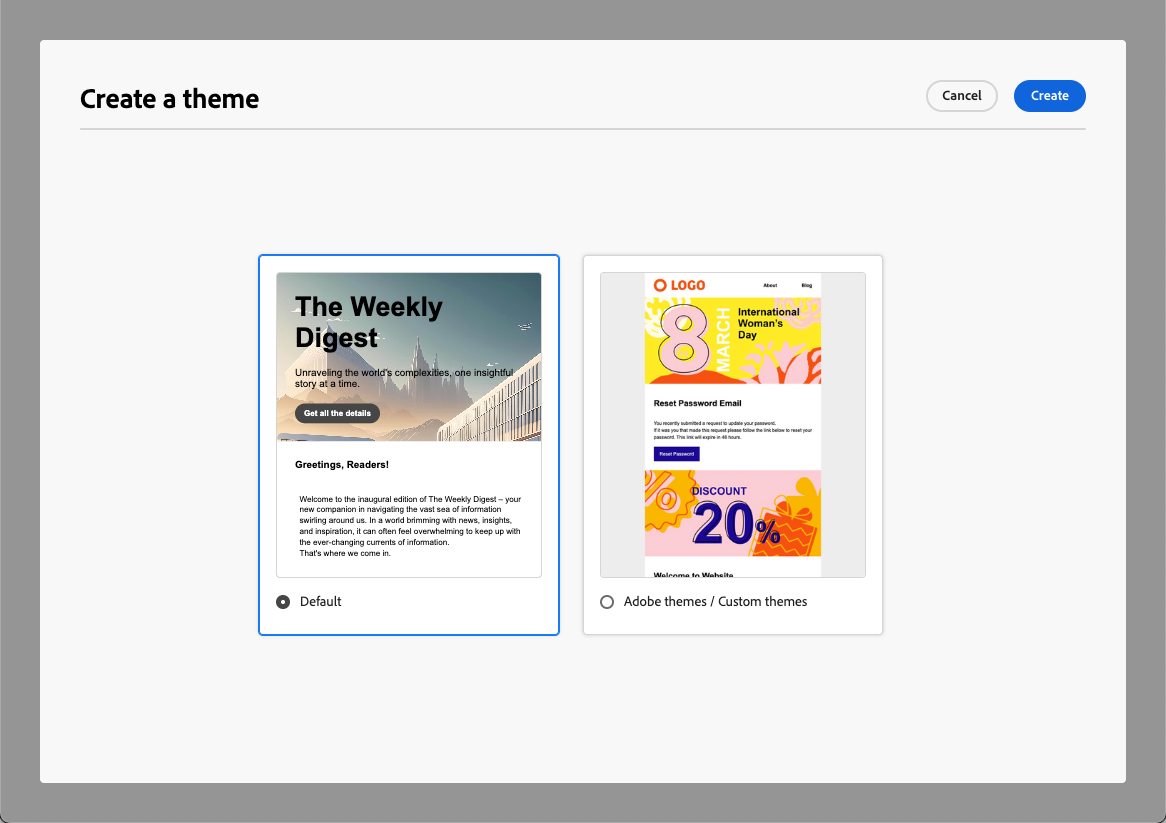 Create a theme
Cancel
Create
The Weekly
Digest
Unraveling the world's complexities, one insightful
story at a time.
Get all the details
Greetings, Readers!
Welcome to the inaugural edition of The Weekly Digest – your
new companion in navigating the vast sea of information
swirling around us. In a world brimming with news, insights,
and inspiration, it can often feel overwhelming to keep up with
the ever-changing currents of information.
That's where we come in.
Default
LOGO
About
Blog
8
MARCH
International
Woman's
Day
Reset Password Email
You recently submitted a request to update your password.
If it was you that made this request please follow the link below to reset your
password. This link will expire in 48 hours.
Reset Password
%
DISCOUNT
20%
Welcome to Website
Adobe themes / Custom themes